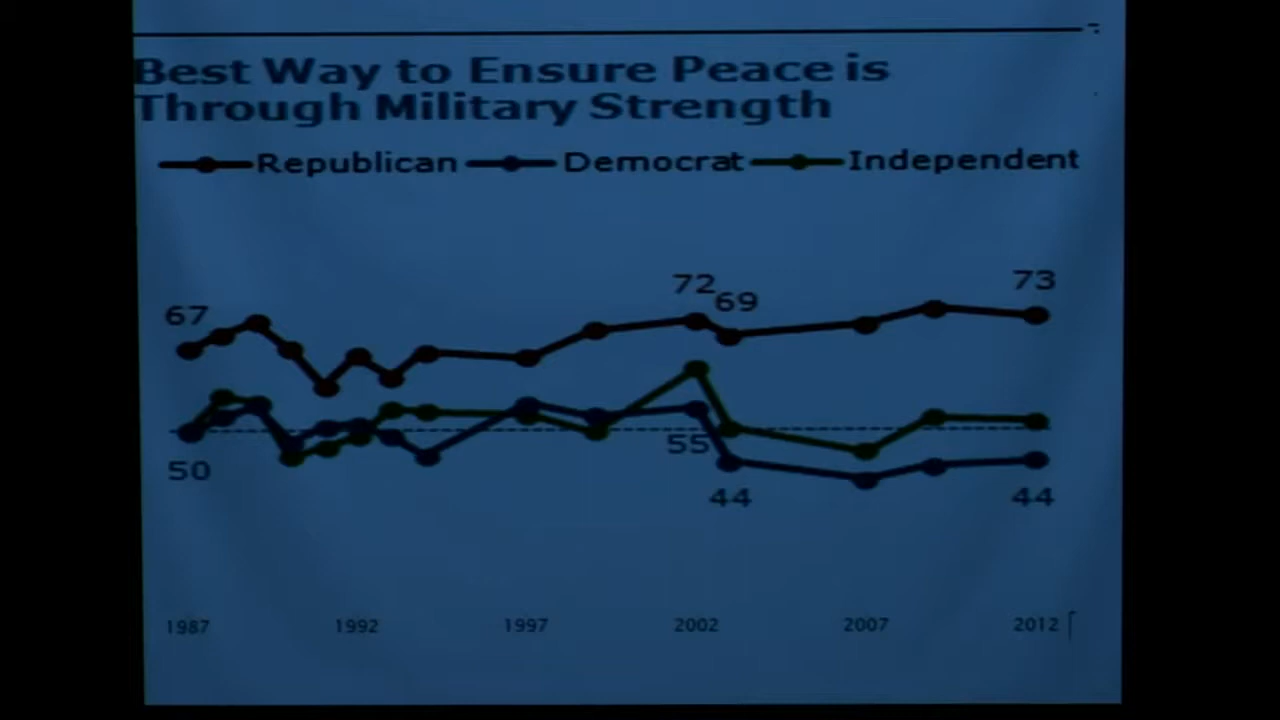 Best Way to Ensure Peace is
Through Military Strength
Republican Democrat Independent
72 73
67 69
55
50
44 44
1987 1992 1997 2002 2007 2012